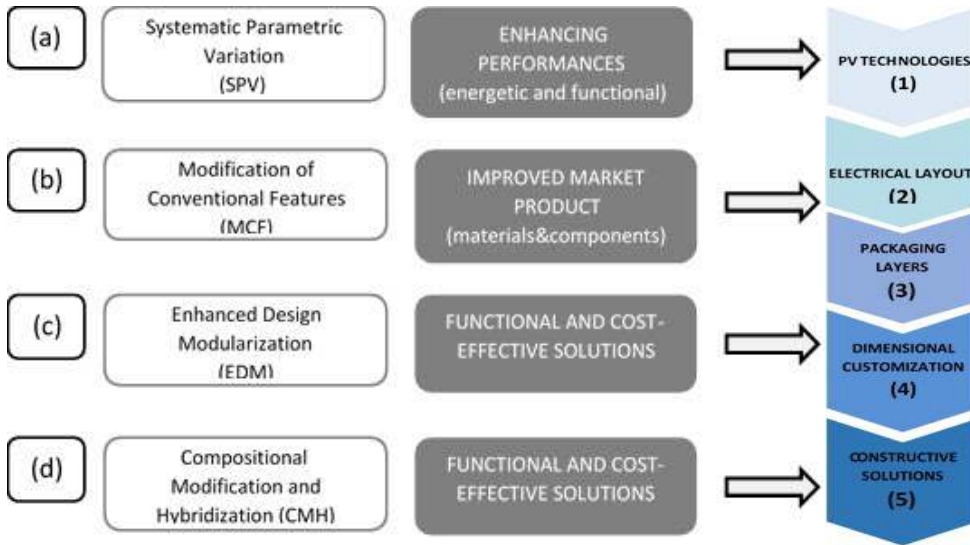 (a)
Systematic Parametric
Variation
(SPV)
ENHANCING
PERFORMANCES
(energetic and functional)
PV TECHNOLOGIES
(1)
(b)
Modification of
Conventional Features
(MCF)
IMPROVED MARKET
PRODUCT
(materials&components)
ELECTRICAL LAYOUT
(2)
PACKAGING
LAYERS
(3)
(c)
Enhanced Design
Modularization
(EDM)
FUNCTIONAL AND COST-
EFFECTIVE SOLUTIONS
DIMENSIONAL
CUSTOMIZATION
(4)
(d)
Compositional
Modification and
Hybridization (CMH)
FUNCTIONAL AND COST-
EFFECTIVE SOLUTIONS
CONSTRUCTIVE
SOLUTIONS
(5)